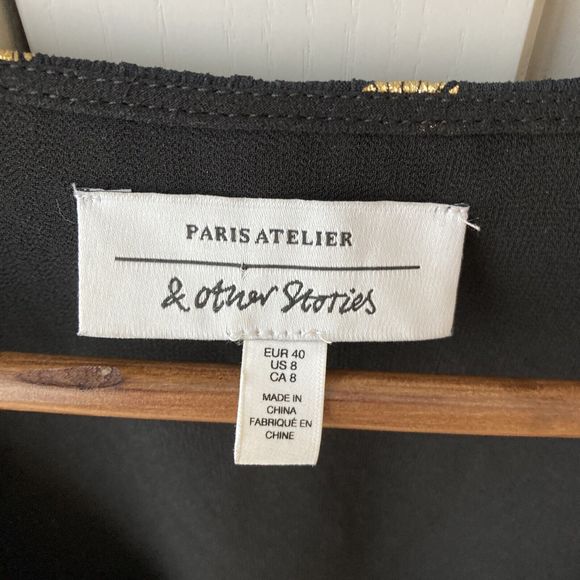 PARIS ATELIER
& other Stories
EUR 40
US 8
CA 8
MADE IN
CHINA
FABRIQUÉ EN
CHINE